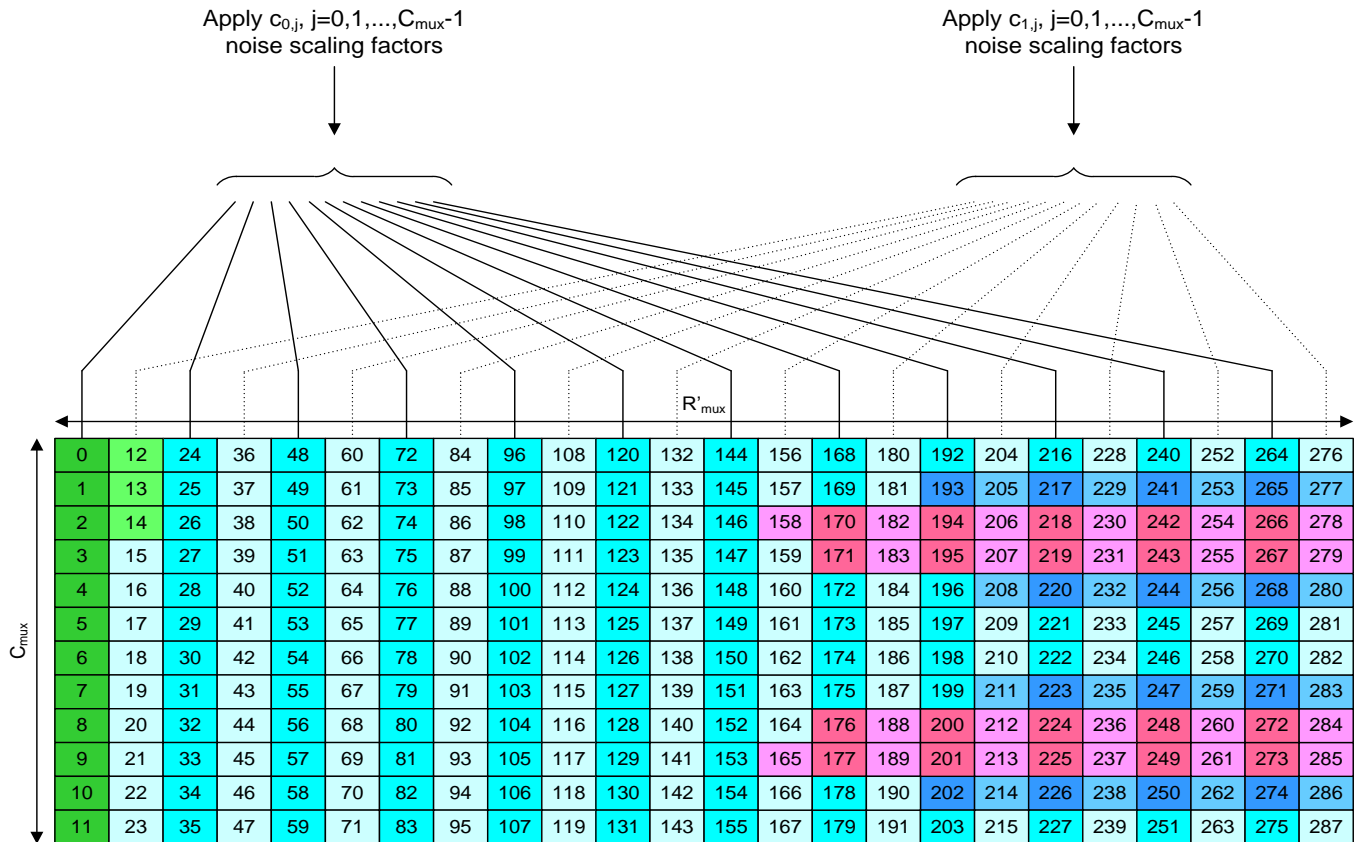 Apply c0,j, j=0,1,...,Cmux-1
noise scaling factors
Apply c1,j, j=0,1,...,Cmux-1
noise scaling factors
R'mux
Cmux
0 12 24 36 48 60 72 84 96 108 120 132 144 156 168 180 192 204 216 228 240 252 264 276
1 13 25 37 49 61 73 85 97 109 121 133 145 157 169 181 193 205 217 229 241 253 265 277
2 14 26 38 50 62 74 86 98 110 122 134 146 158 170 182 194 206 218 230 242 254 266 278
3 15 27 39 51 63 75 87 99 111 123 135 147 159 171 183 195 207 219 231 243 255 267 279
4 16 28 40 52 64 76 88 100 112 124 136 148 160 172 184 196 208 220 232 244 256 268 280
5 17 29 41 53 65 77 89 101 113 125 137 149 161 173 185 197 209 221 233 245 257 269 281
6 18 30 42 54 66 78 90 102 114 126 138 150 162 174 186 198 210 222 234 246 258 270 282
7 19 31 43 55 67 79 91 103 115 127 139 151 163 175 187 199 211 223 235 247 259 271 283
8 20 32 44 56 68 80 92 104 116 128 140 152 164 176 188 200 212 224 236 248 260 272 284
9 21 33 45 57 69 81 93 105 117 129 141 153 165 177 189 201 213 225 237 249 261 273 285
10 22 34 46 58 70 82 94 106 118 130 142 154 166 178 190 202 214 226 238 250 262 274 286
11 23 35 47 59 71 83 95 107 119 131 143 155 167 179 191 203 215 227 239 251 263 275 287